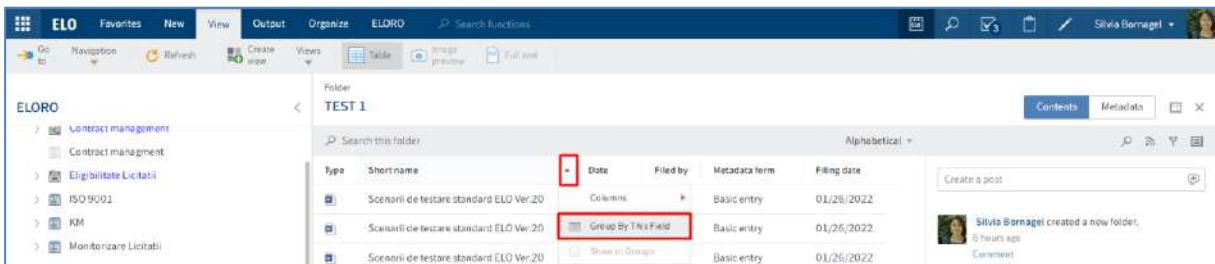 ELO Favorites New View Output Organize ELORO Search functions Silvia Bornagel
Go to Navigation Refresh Create view Views Table Image preview Full text
Folder
ELORO TEST 1 Contents Metadata
Contract management
Search this folder Alphabetical
Contract managment
Type Short name Date Filed by Metadata form Filing date
Eligibilitate Licitatii Create a post
Scenarii de testare standard ELO Ver.20 Columns Basic entry 01/26/2022
ISO 9001
KM Scenarii de testare standard ELO Ver.20 Group By This Field Basic entry 01/26/2022 Silvia Bornagel created a new folder.
6 hours ago
Monitorizare Licitatii
Scenarii de testare standard ELO Ver.20 Show in Groups Basic entry 01/26/2022 Comment